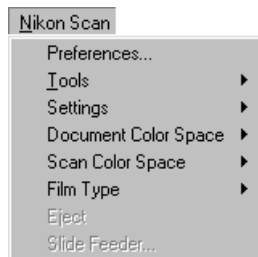 Nikon Scan
Preferences...
Tools
Settings
Document Color Space
Scan Color Space
Film Type
Eject
Slide Feeder...